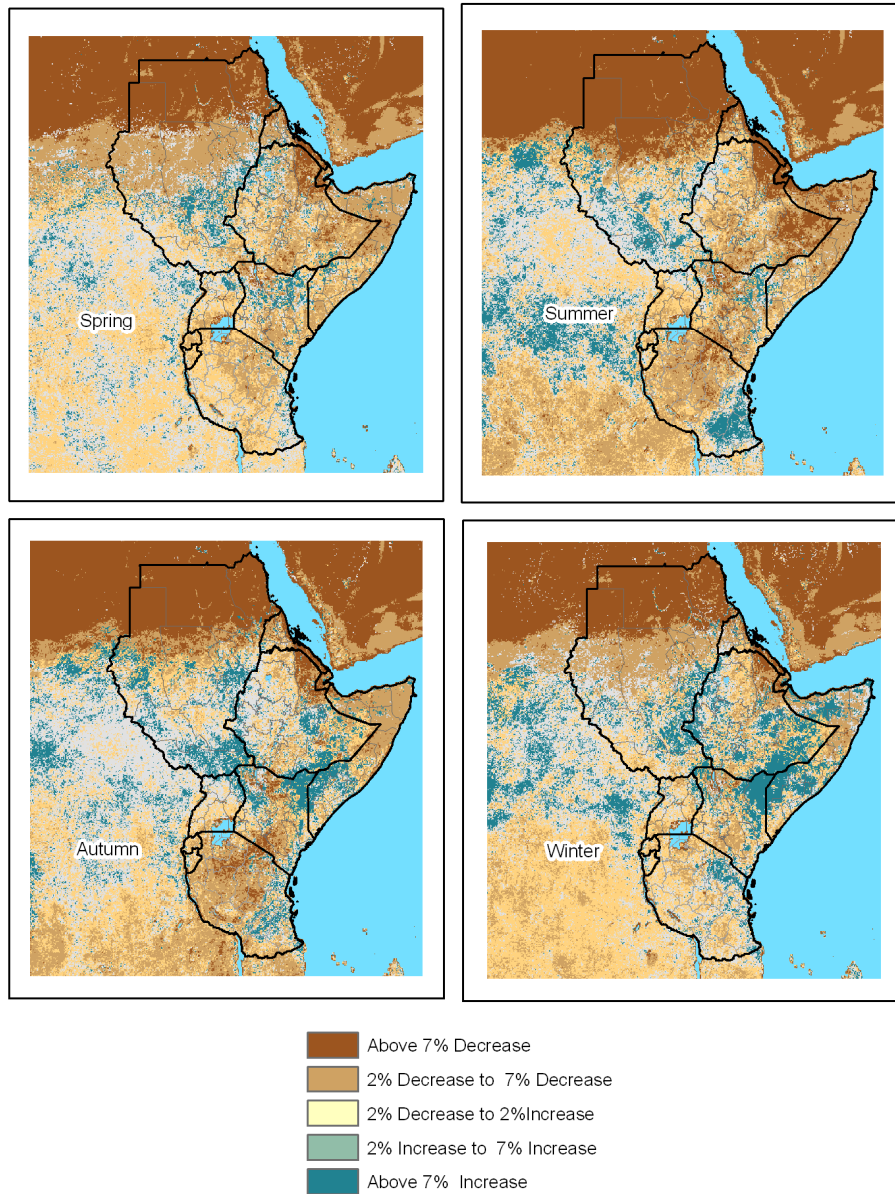 Spring
Summer
Autumn
Winter
Above 7% Decrease
2% Decrease to  7% Decrease
2% Decrease to 2%Increase
2% Increase to  7% Increase
Above 7%  Increase